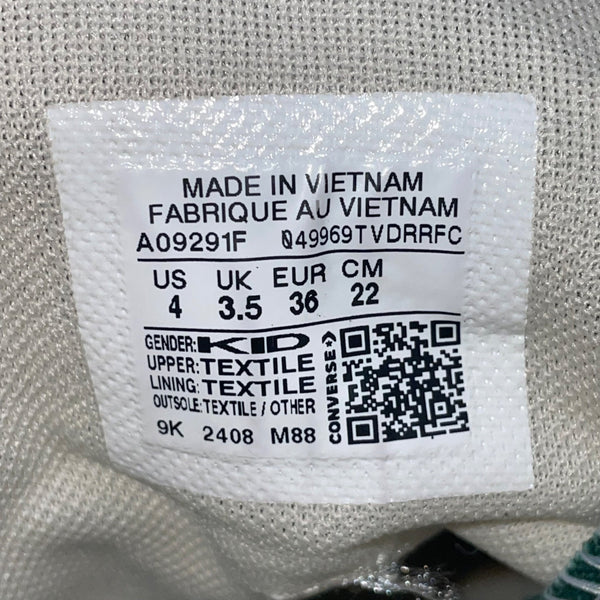 MADE IN VIETNAM
FABRIQUE AU VIETNAM
A09291F 049969TVDRRFC
US UK EUR CM
4 3.5 36 22
GENDER: KID
UPPER: TEXTILE
LINING: TEXTILE
OUTSOLE: TEXTILE / OTHER
9K 2408 M88
CONVERSE